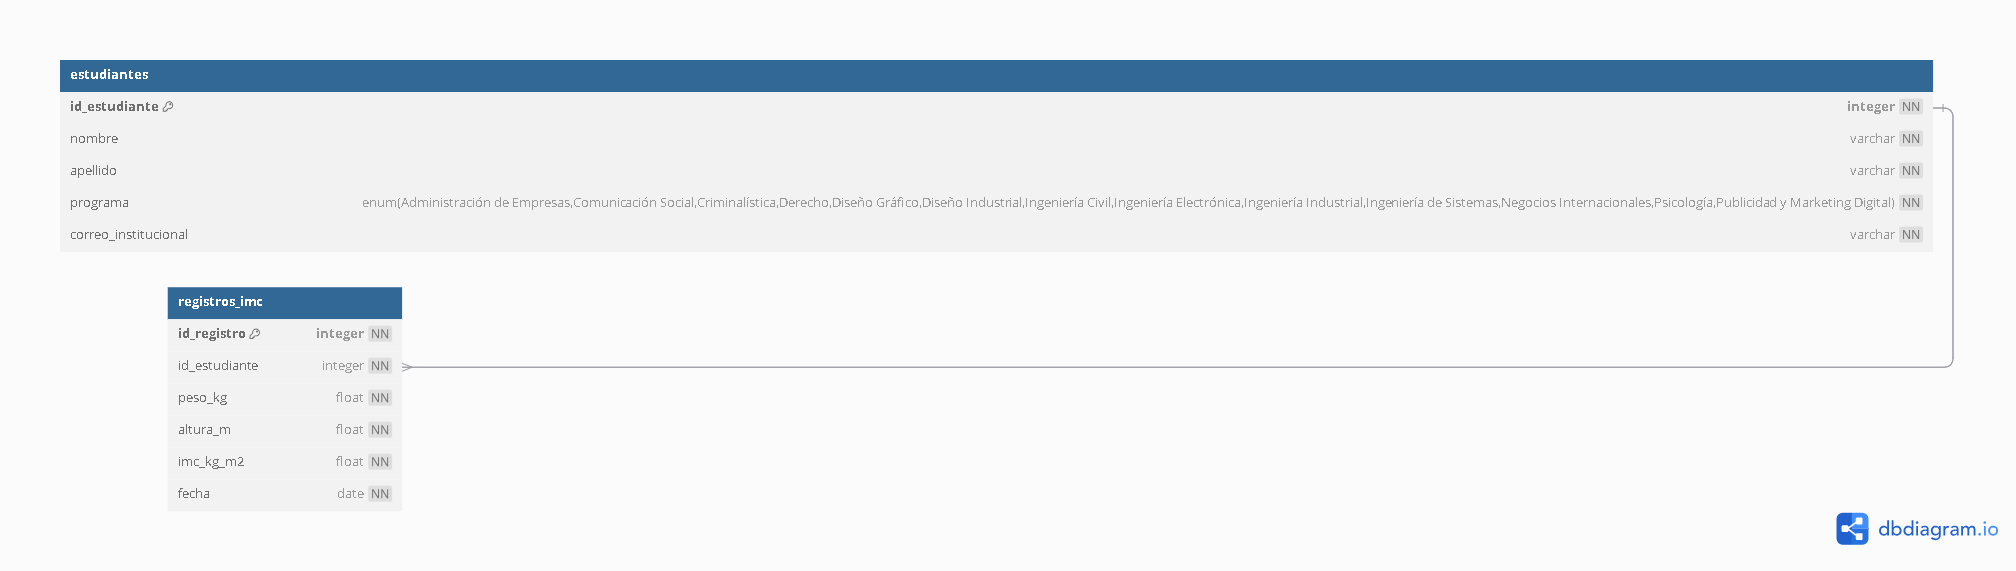 estudiantes
id_estudiante integer NN
nombre varchar NN
apellido varchar NN
programa enum(Administración de Empresas,Comunicación Social,Criminalística,Derecho,Diseño Gráfico,Diseño Industrial,Ingeniería Civil,Ingeniería Electrónica,Ingeniería Industrial,Ingeniería de Sistemas,Negocios Internacionales,Psicología,Publicidad y Marketing Digital) NN
correo_institucional varchar NN
registros_imc
id_registro integer NN
id_estudiante integer NN
peso_kg float NN
altura_m float NN
imc_kg_m2 float NN
fecha date NN
dbdiagram.io